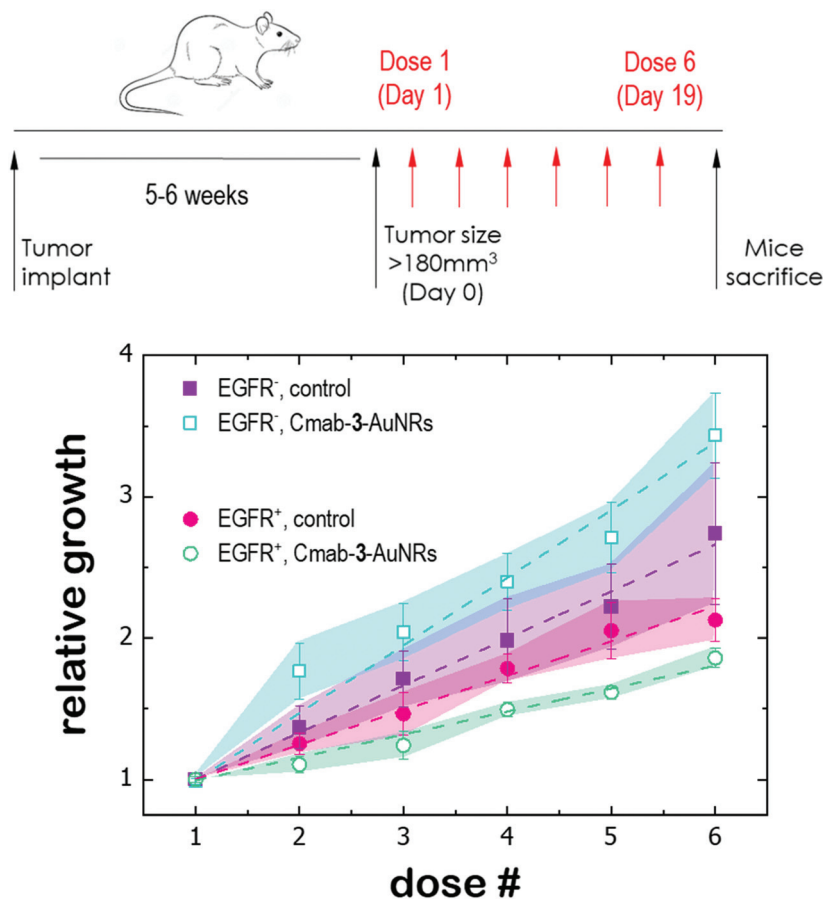 Dose 1
(Day 1)
Dose 6
(Day 19)
5-6 weeks
Tumor
implant
Tumor size
>180mm³
(Day 0)
Mice
sacrifice
4
3
2
1
EGFR⁻, control
EGFR⁻, Cmab-3-AuNRs
EGFR⁺, control
EGFR⁺, Cmab-3-AuNRs
relative growth
1 2 3 4 5 6
dose #